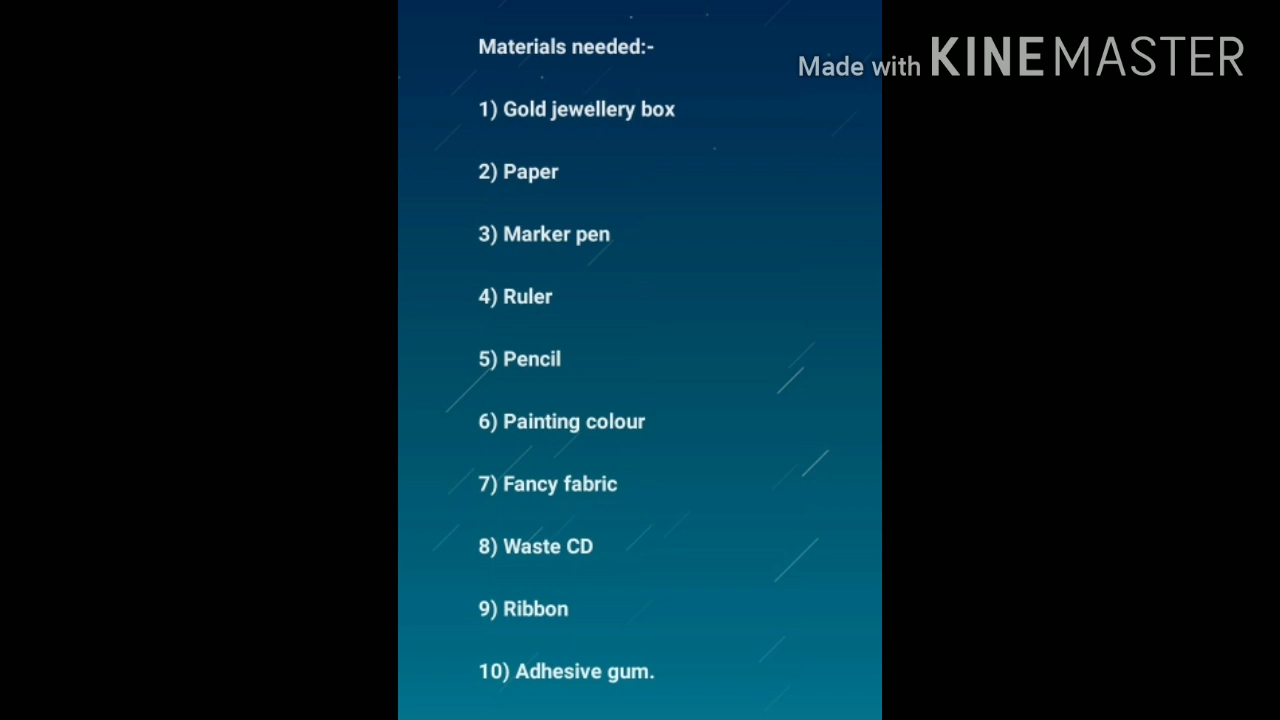 Materials needed:-
Made with KINEMASTER
1) Gold jewellery box
2) Paper
3) Marker pen
4) Ruler
5) Pencil
6) Painting colour
7) Fancy fabric
8) Waste CD
9) Ribbon
10) Adhesive gum.